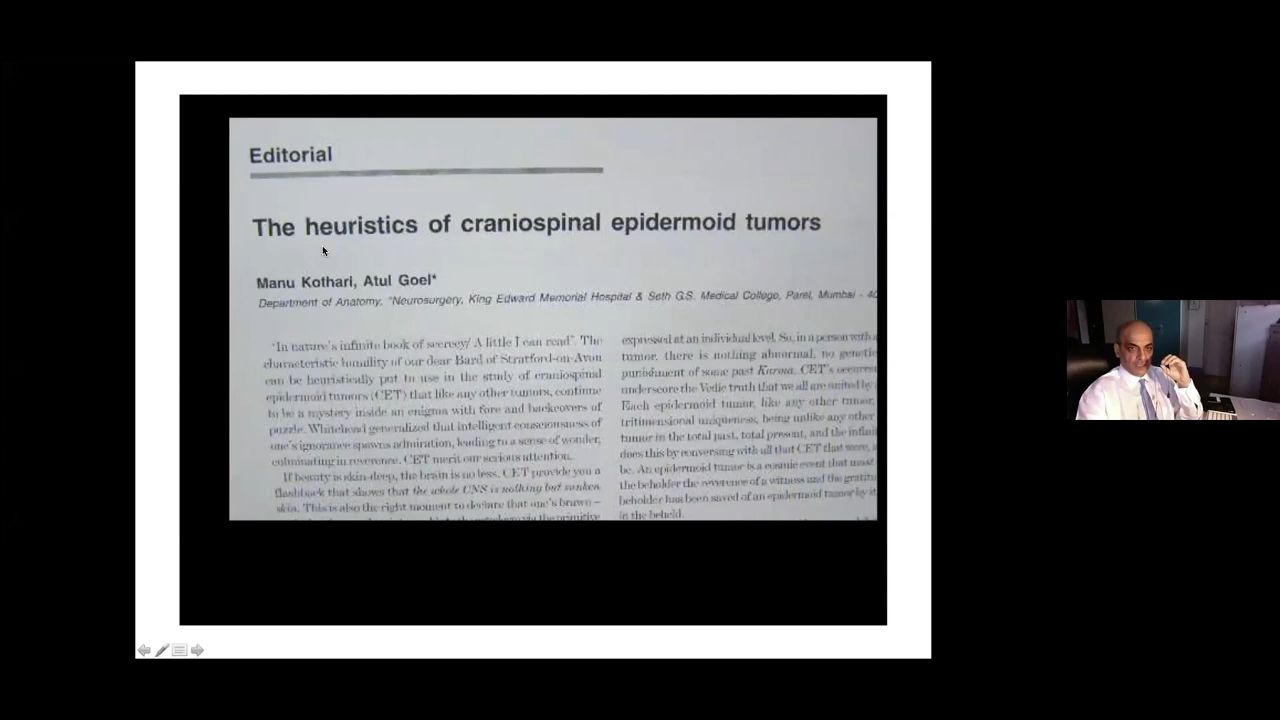 Editorial
The heuristics of craniospinal epidermoid tumors
Manu Kothari, Atul Goel*
Department of Anatomy, *Neurosurgery, King Edward Memorial Hospital & Seth G.S. Medical College, Parel, Mumbai - 40
"In nature's infinite book of secrecy/ A little I can read". The
characteristic humility of our dear Bard of Stratford-on-Avon
can be heuristically put to use in the study of craniospinal
epidermoid tumors (CET) that like any other tumors, continue
to be a mystery inside an enigma with fore and backcovers of
puzzle. Whitehead generalized that intelligent consciousness of
one's ignorance spawns admiration, leading to a sense of wonder,
culminating in reverence. CET merit our serious attention.
If beauty is skin-deep, the brain is no less. CET provide you a
flashback that shows that the whole CNS is nothing but sunken
skin. This is also the right moment to declare that one's brawn –
via the primitive
expressed at an individual level. So, in a person with a
tumor, there is nothing abnormal, no genetic
punishment of some past Karma. CET's occurren
underscore the Vedic truth that we all are united by
Each epidermoid tumor, like any other tumor,
tritimensional uniqueness, being unlike any other
tumor in the total past, total present, and the infini
does this by conversing with all that CET that were, a
be. An epidermoid tumor is a cosmic event that must
the beholder the reverence of a witness and the gratitu
beholder has been saved of an epidermoid tumor by it
in the beheld.